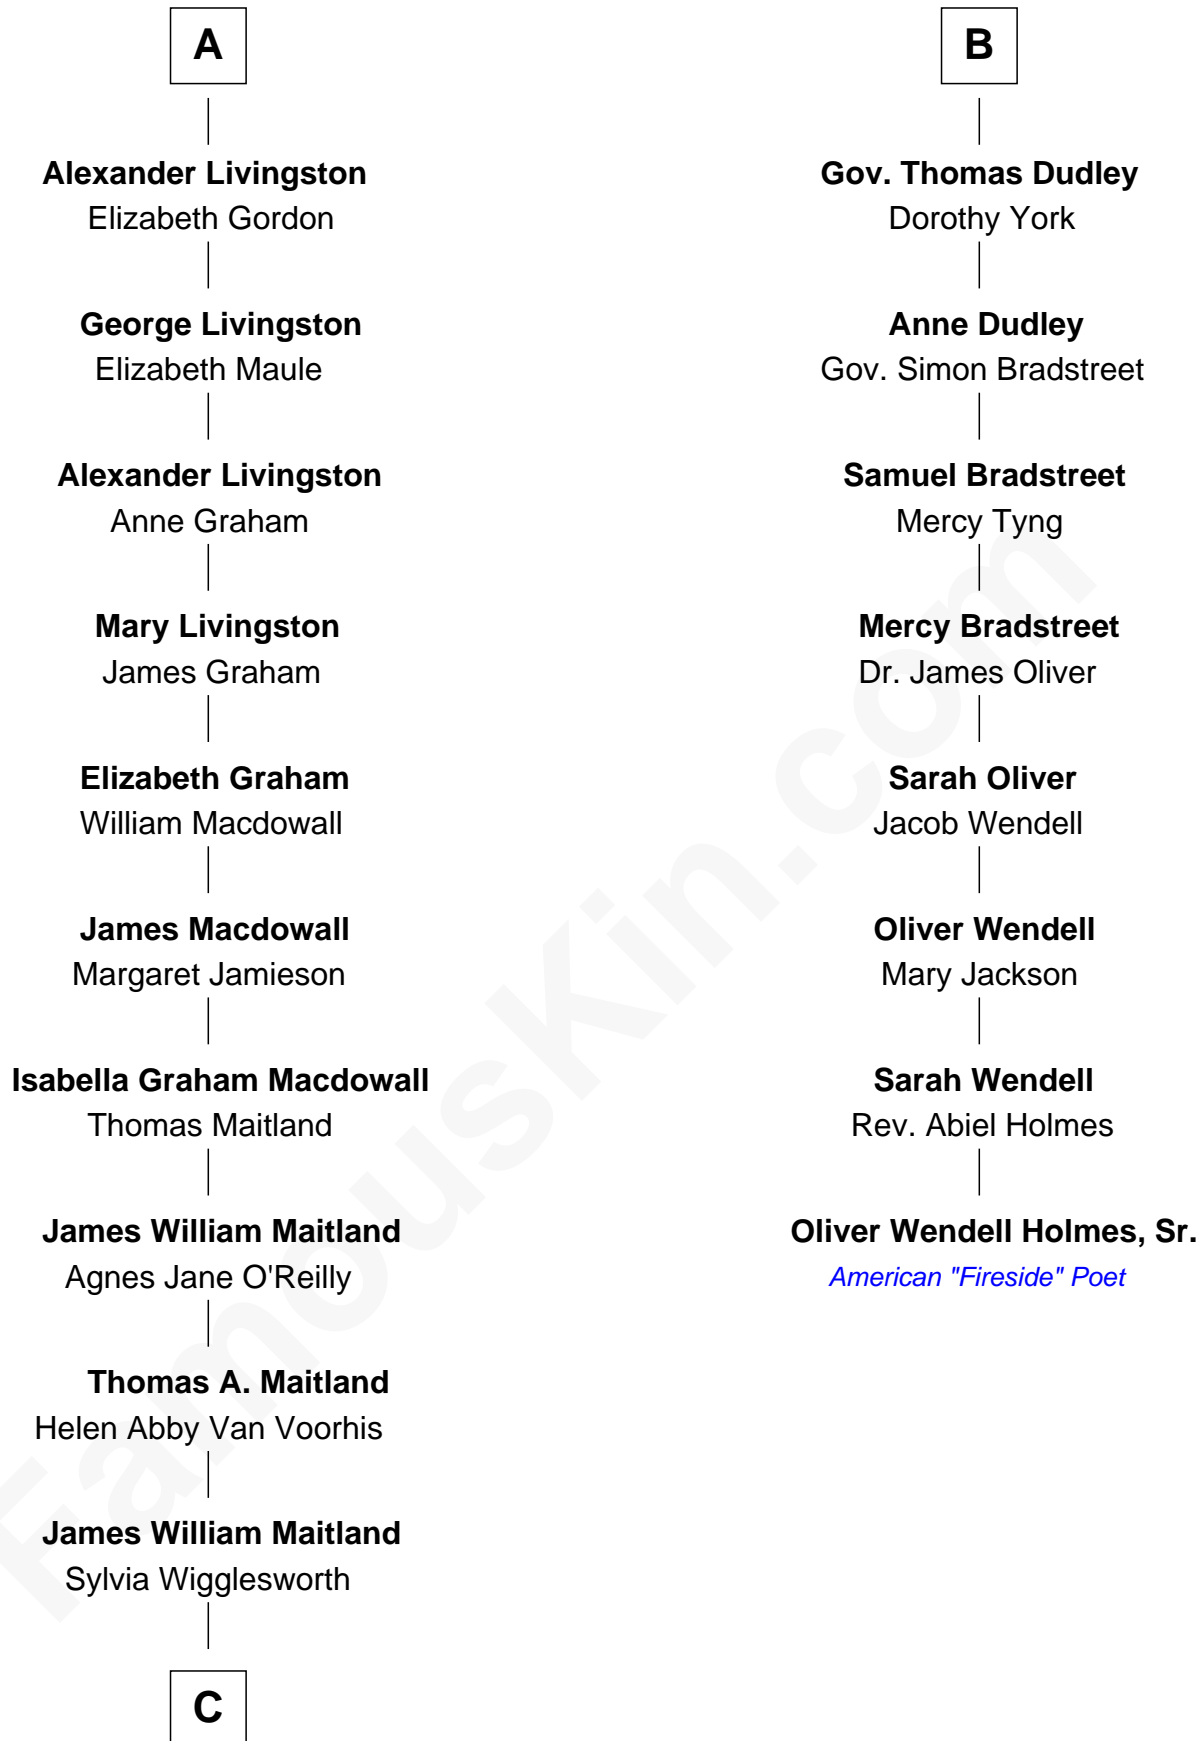 A
Alexander Livingston
Elizabeth Gordon
George Livingston
Elizabeth Maule
Alexander Livingston
Anne Graham
Mary Livingston
James Graham
Elizabeth Graham
William Macdowall
James Macdowall
Margaret Jamieson
Isabella Graham Macdowall
Thomas Maitland
James William Maitland
Agnes Jane O'Reilly
Thomas A. Maitland
Helen Abby Van Voorhis
James William Maitland
Sylvia Wigglesworth
C
B
Gov. Thomas Dudley
Dorothy York
Anne Dudley
Gov. Simon Bradstreet
Samuel Bradstreet
Mercy Tyng
Mercy Bradstreet
Dr. James Oliver
Sarah Oliver
Jacob Wendell
Oliver Wendell
Mary Jackson
Sarah Wendell
Rev. Abiel Holmes
Oliver Wendell Holmes, Sr.
American "Fireside" Poet
FamousKin.com